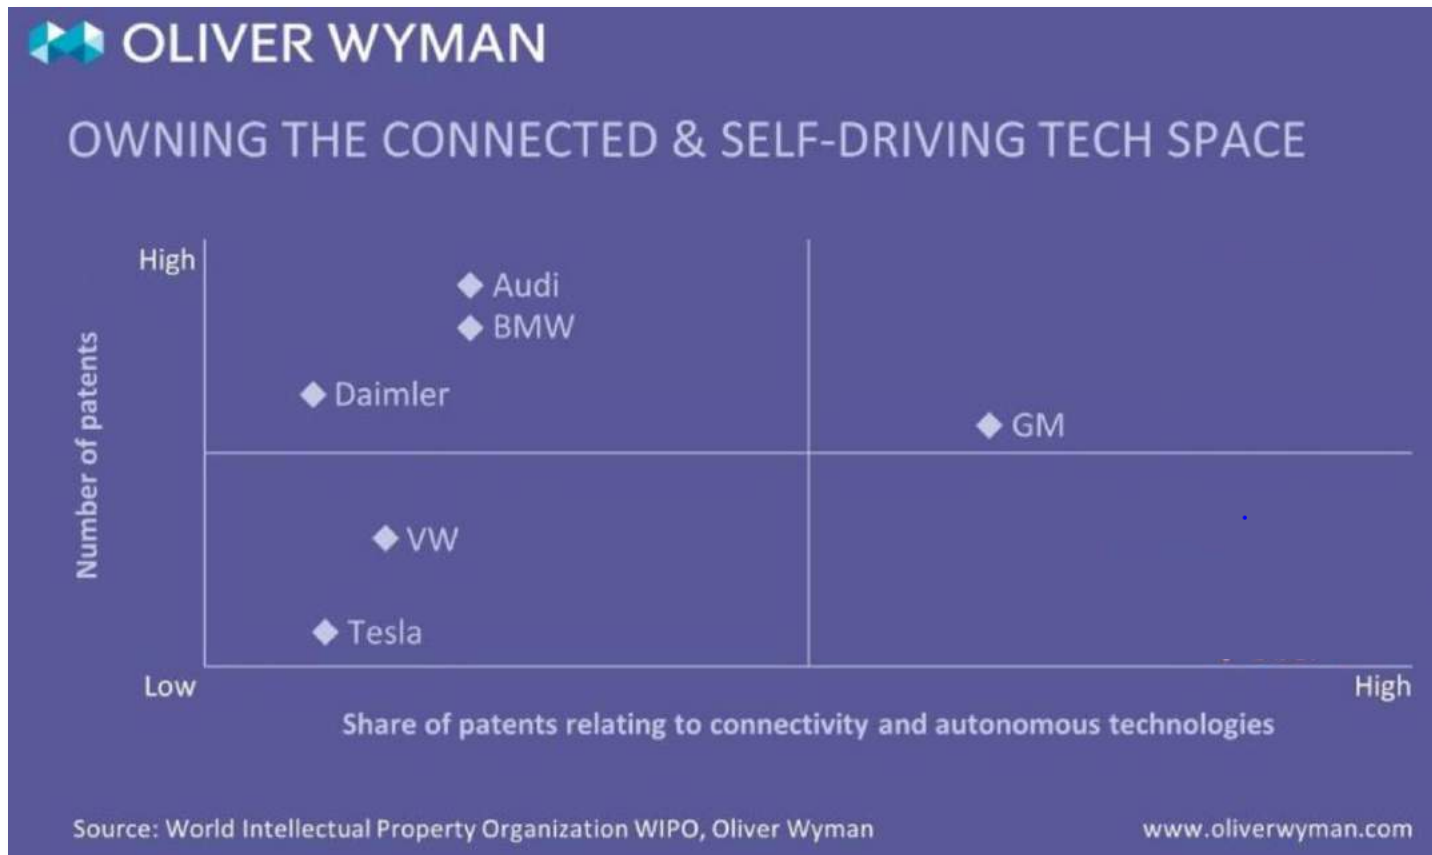 OLIVER WYMAN
OWNING THE CONNECTED & SELF-DRIVING TECH SPACE
High
Audi
BMW
Daimler
GM
Number of patents
VW
Tesla
Low
High
Share of patents relating to connectivity and autonomous technologies
Source: World Intellectual Property Organization WIPO, Oliver Wyman
www.oliverwyman.com